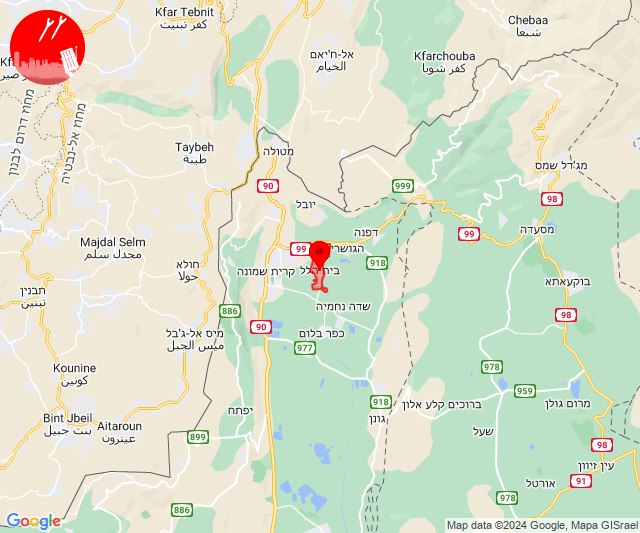 Kfar Tebnit
كفر تبنيت
Chebaa
شبعا
אל-ח'יאם
الخيام
Kfarchouba
كفر شوبا
מחוז דרום לבנון
מחוז אל-נבטיה
Taybeh
طيبة
מטולה
90
999
מג'דל שמס
98
יובל
דפנה
99
מסעדה
Majdal Selm
مجدل سلم
99
הגושרים
918
חולא
حولا
קרית שמונה
בית הלל
בוקעאתא
תבנין
تبنين
886
שדה נחמיה
98
90
מיס אל-ג'בל
ميس الجبل
כפר בלום
977
Kounine
كونين
978
959
918
ברוכים קלע אלון
מרום גולן
יפתח
גונן
Bint Jbeil
بنت جبيل
Aitaroun
عيترون
899
שעל
98
עין זיוון
91
אורטל
978
886
Google
Map data ©2024 Google, Mapa GISrael